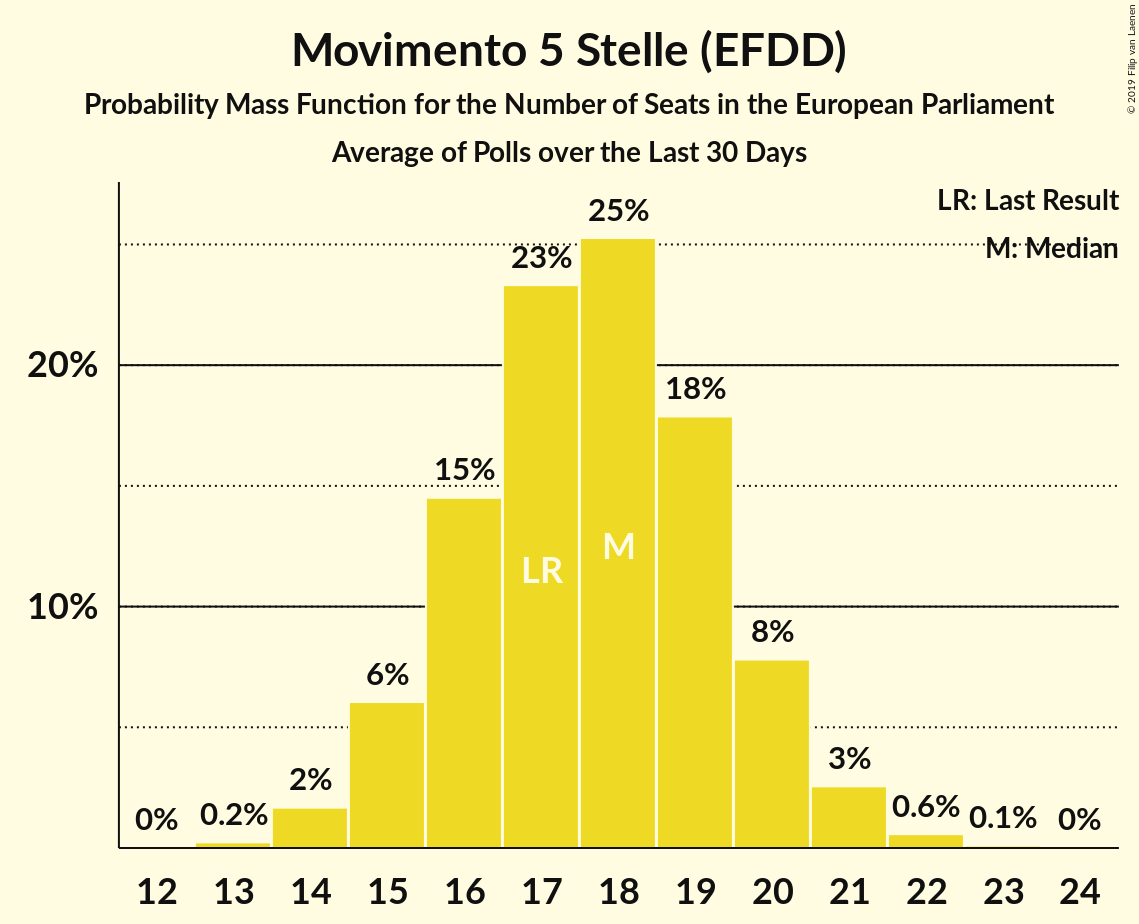 Movimento 5 Stelle (EFDD)
Probability Mass Function for the Number of Seats in the European Parliament
Average of Polls over the Last 30 Days
© 2019 Filip van Laenen
LR: Last Result
M: Median
25%
23%
20%
18%
15%
M
LR
10%
8%
6%
3%
2%
0% 0.2% 0.6% 0.1% 0%
12 13 14 15 16 17 18 19 20 21 22 23 24